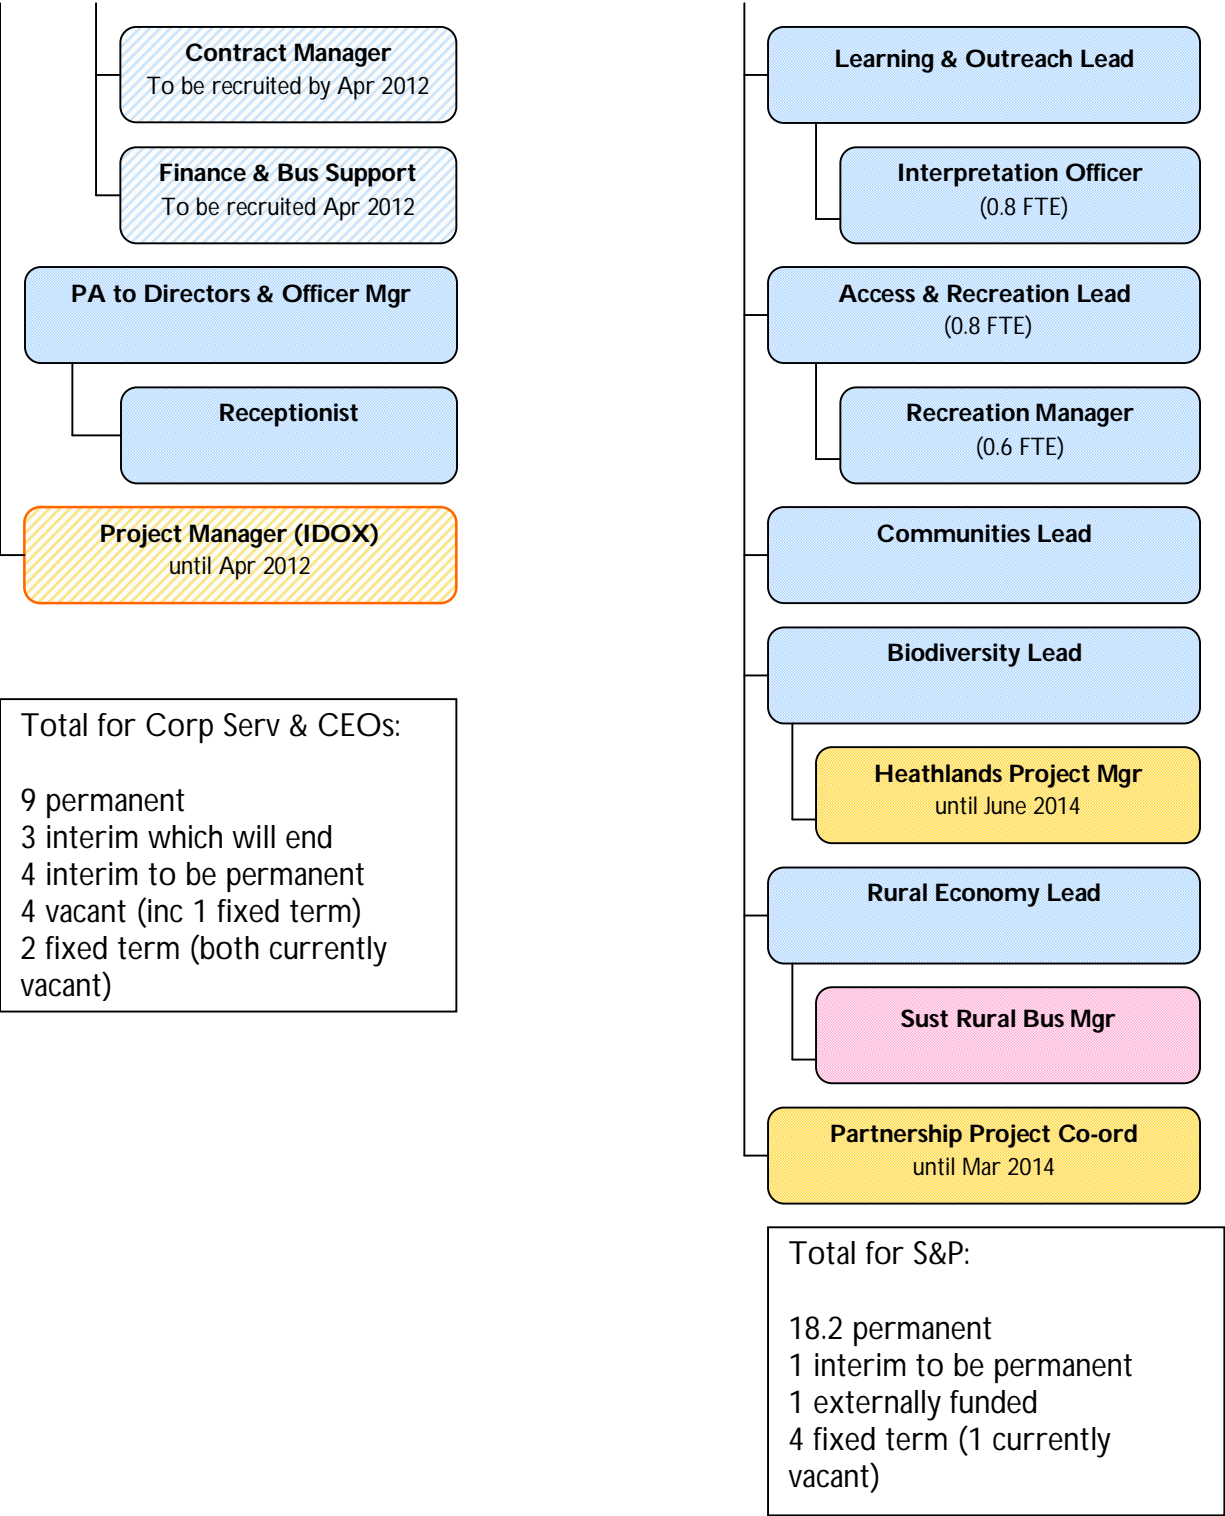 Contract Manager
To be recruited by Apr 2012
Finance & Bus Support
To be recruited Apr 2012
PA to Directors & Officer Mgr
Receptionist
Project Manager (IDOX)
until Apr 2012
Total for Corp Serv & CEOs:
9 permanent
3 interim which will end
4 interim to be permanent
4 vacant (inc 1 fixed term)
2 fixed term (both currently
vacant)
Learning & Outreach Lead
Interpretation Officer
(0.8 FTE)
Access & Recreation Lead
(0.8 FTE)
Recreation Manager
(0.6 FTE)
Communities Lead
Biodiversity Lead
Heathlands Project Mgr
until June 2014
Rural Economy Lead
Sust Rural Bus Mgr
Partnership Project Co-ord
until Mar 2014
Total for S&P:
18.2 permanent
1 interim to be permanent
1 externally funded
4 fixed term (1 currently
vacant)